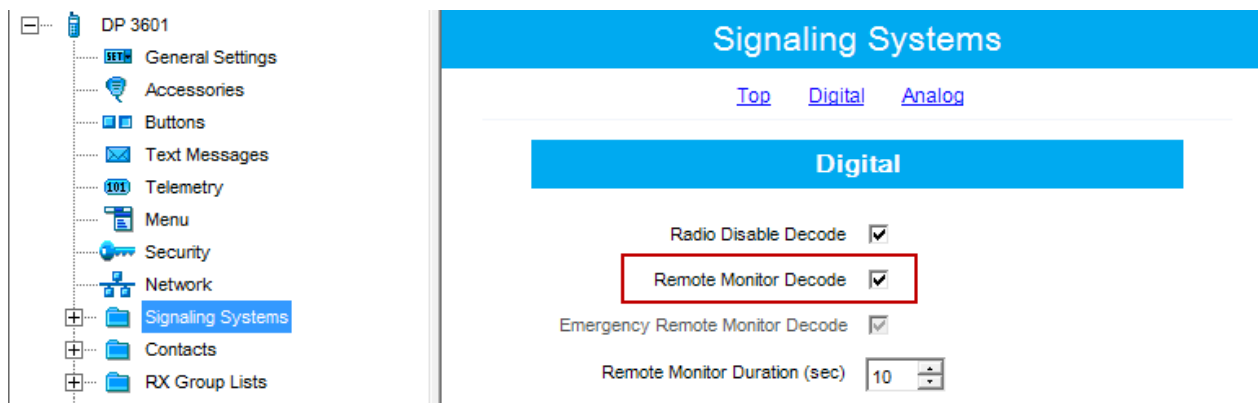 DP 3601
SET General Settings
Accessories
Buttons
Text Messages
101 Telemetry
Menu
Security
Network
Signaling Systems
Contacts
RX Group Lists
Signaling Systems
Top Digital Analog
Digital
Radio Disable Decode
Remote Monitor Decode
Emergency Remote Monitor Decode
Remote Monitor Duration (sec) 10